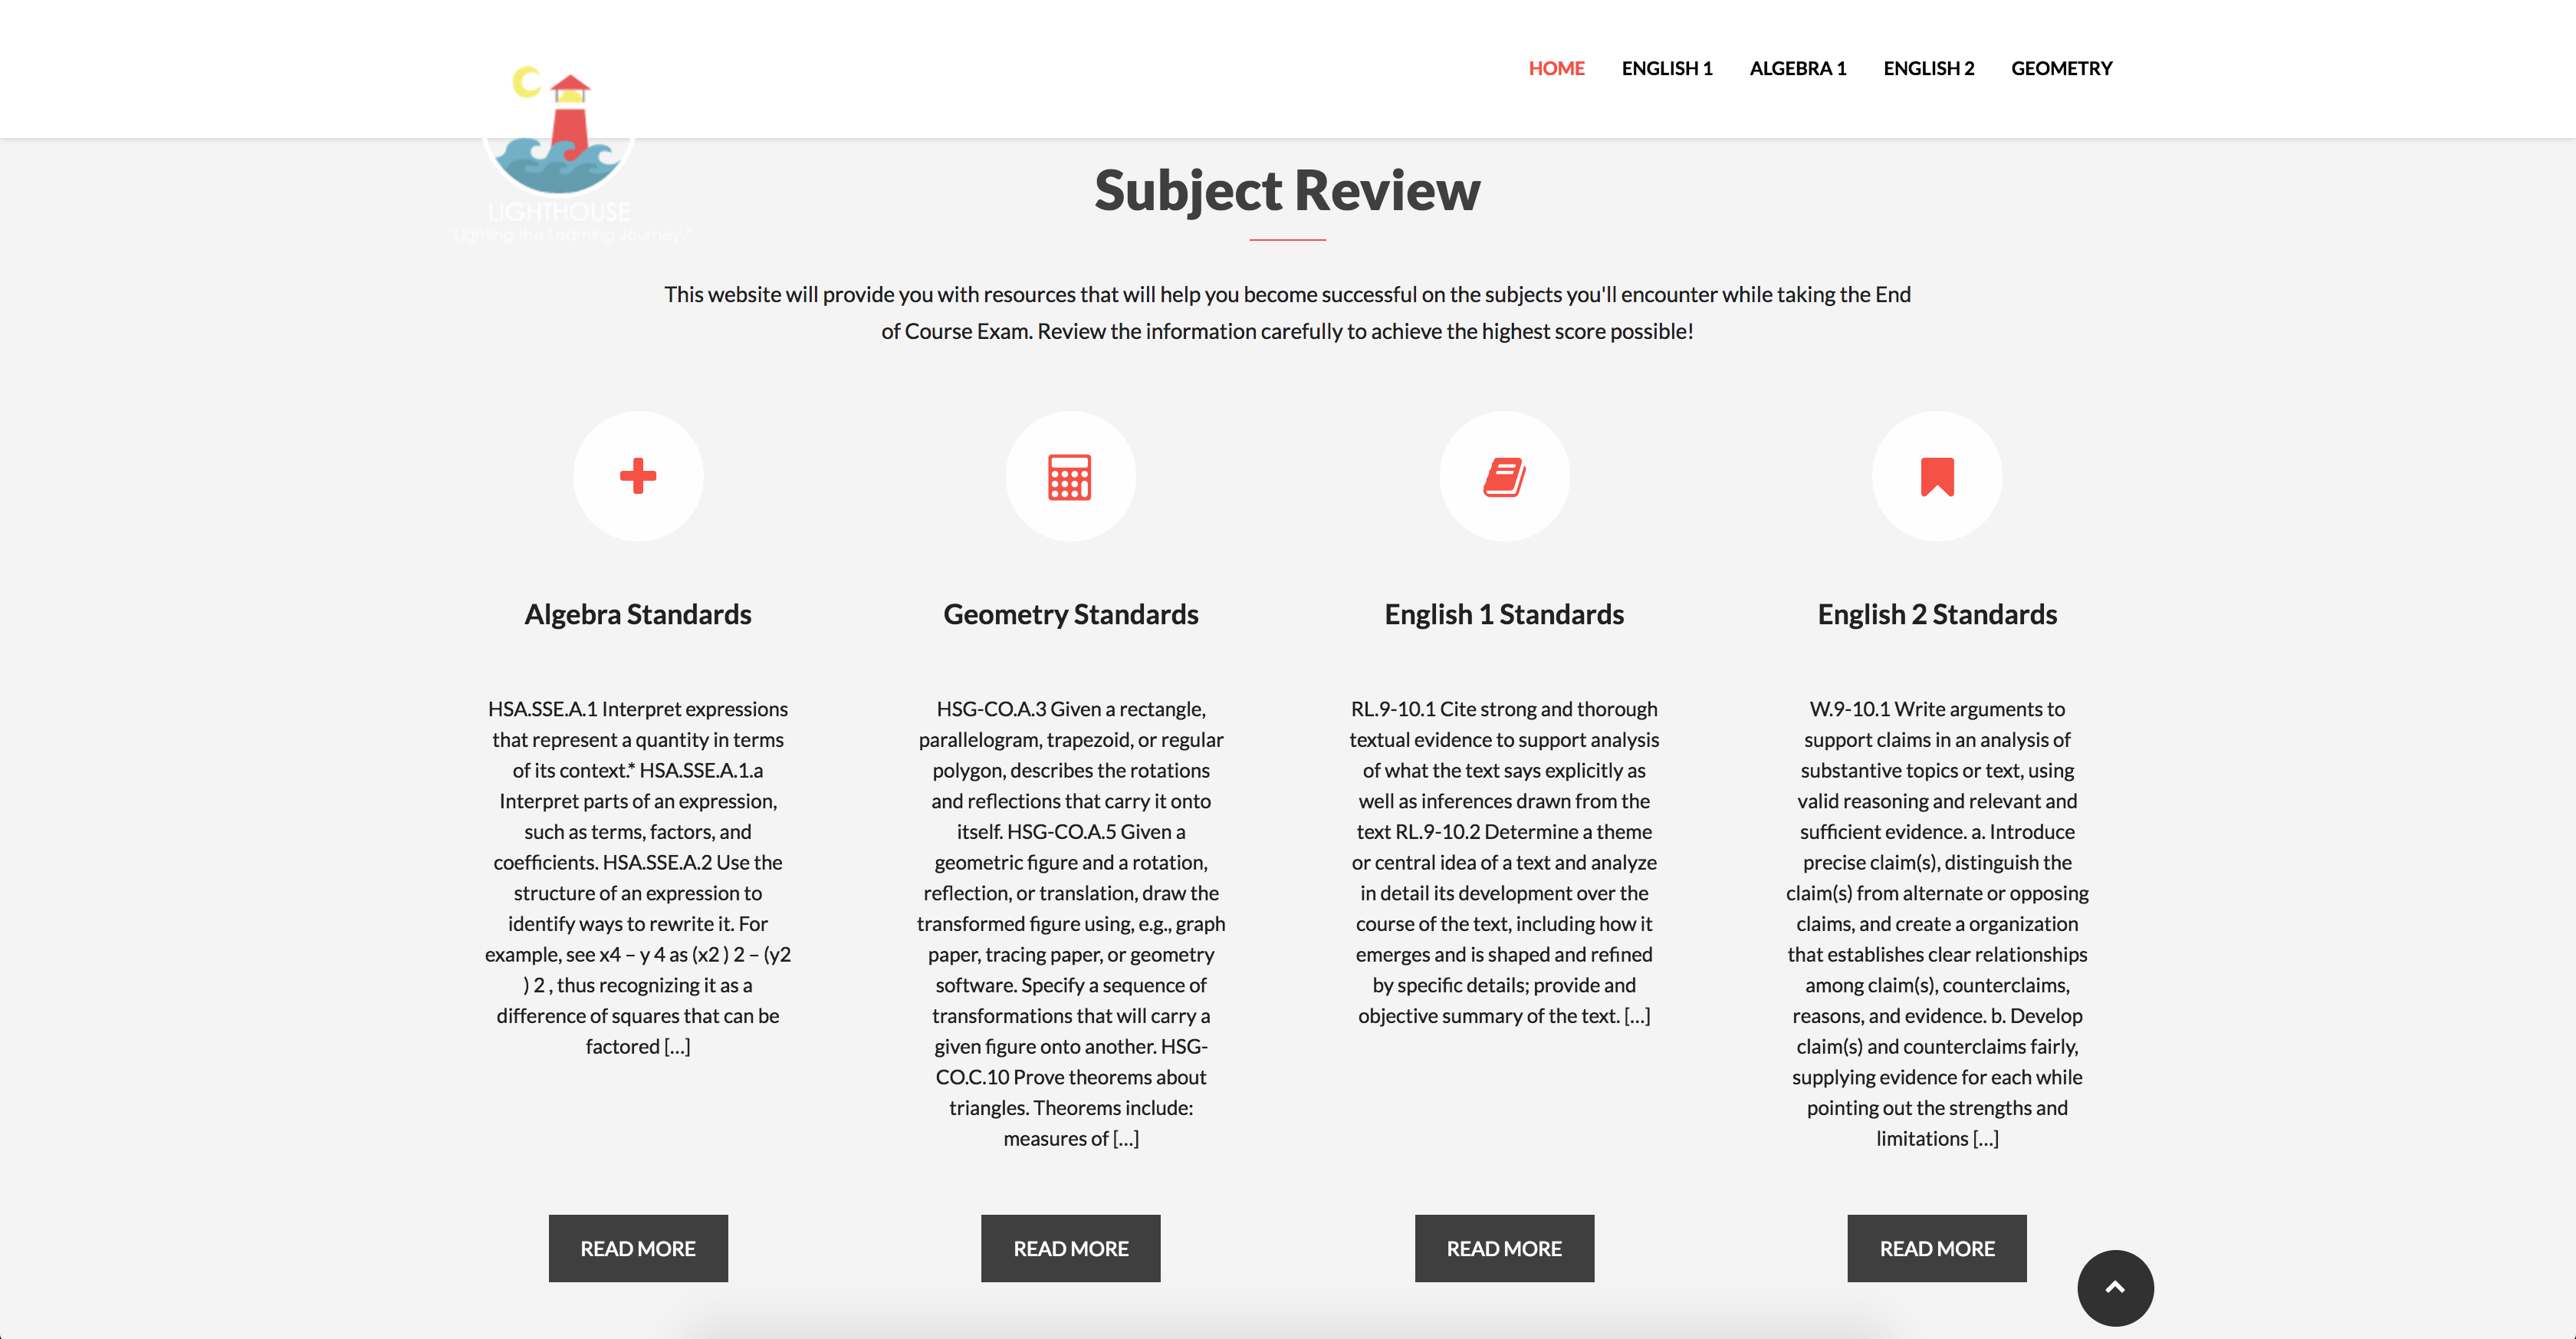 HOME ENGLISH 1 ALGEBRA 1 ENGLISH 2 GEOMETRY
LIGHTHOUSE
"Lighting the Learning Journey."
Subject Review
This website will provide you with resources that will help you become successful on the subjects you'll encounter while taking the End
of Course Exam. Review the information carefully to achieve the highest score possible!
Algebra Standards
HSA.SSE.A.1 Interpret expressions
that represent a quantity in terms
of its context.* HSA.SSE.A.1.a
Interpret parts of an expression,
such as terms, factors, and
coefficients. HSA.SSE.A.2 Use the
structure of an expression to
identify ways to rewrite it. For
example, see x4 – y 4 as (x2 ) 2 – (y2
) 2 , thus recognizing it as a
difference of squares that can be
factored [...]
READ MORE
Geometry Standards
HSG-CO.A.3 Given a rectangle,
parallelogram, trapezoid, or regular
polygon, describes the rotations
and reflections that carry it onto
itself. HSG-CO.A.5 Given a
geometric figure and a rotation,
reflection, or translation, draw the
transformed figure using, e.g., graph
paper, tracing paper, or geometry
software. Specify a sequence of
transformations that will carry a
given figure onto another. HSG-
CO.C.10 Prove theorems about
triangles. Theorems include:
measures of [...]
READ MORE
English 1 Standards
RL.9-10.1 Cite strong and thorough
textual evidence to support analysis
of what the text says explicitly as
well as inferences drawn from the
text RL.9-10.2 Determine a theme
or central idea of a text and analyze
in detail its development over the
course of the text, including how it
emerges and is shaped and refined
by specific details; provide and
objective summary of the text. [...]
READ MORE
English 2 Standards
W.9-10.1 Write arguments to
support claims in an analysis of
substantive topics or text, using
valid reasoning and relevant and
sufficient evidence. a. Introduce
precise claim(s), distinguish the
claim(s) from alternate or opposing
claims, and create a organization
that establishes clear relationships
among claim(s), counterclaims,
reasons, and evidence. b. Develop
claim(s) and counterclaims fairly,
supplying evidence for each while
pointing out the strengths and
limitations [...]
READ MORE